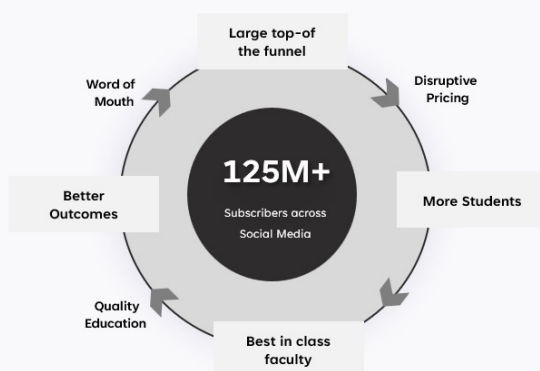 Large top-of
the funnel
Disruptive
Pricing
More Students
Best in class
faculty
Quality
Education
Better
Outcomes
Word of
Mouth
125M+
Subscribers across
Social Media